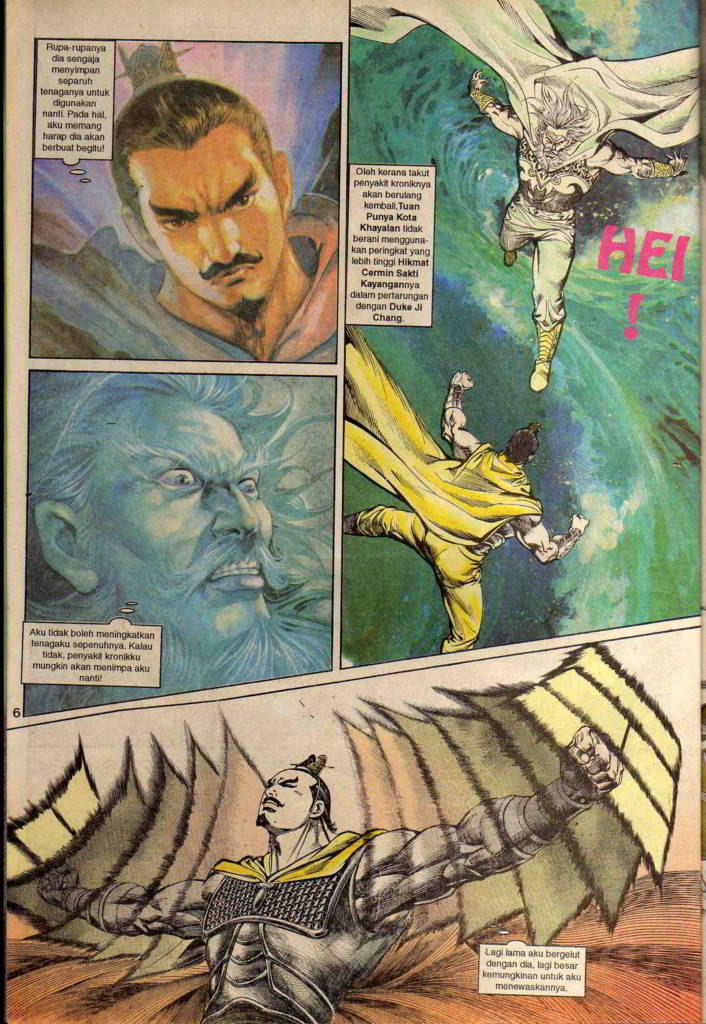 Rupa-rupanya
dia sengaja
menyimpan
separuh
tenaganya untuk
digunakan
nanti. Pada hal,
aku memang
harap dia akan
berbuat begitu!
Oleh kerana takut
penyakit kroniknya
akan berulang
kembali,Tuan
Punya Kota
Khayalan tidak
berani mengguna-
kan peringkat yang
lebih tinggi Hikmat
Cermin Sakti
Kayangannya
dalam pertarungan
dengan Duke Ji
Chang.
HEI
!
Aku tidak boleh meningkatkan
tenagaku sepenuhnya. Kalau
tidak, penyakit kronikku
mungkin akan menimpa aku
nanti!
6
Lagi lama aku bergelut
dengan dia, lagi besar
kemungkinan untuk aku
menewaskannya.